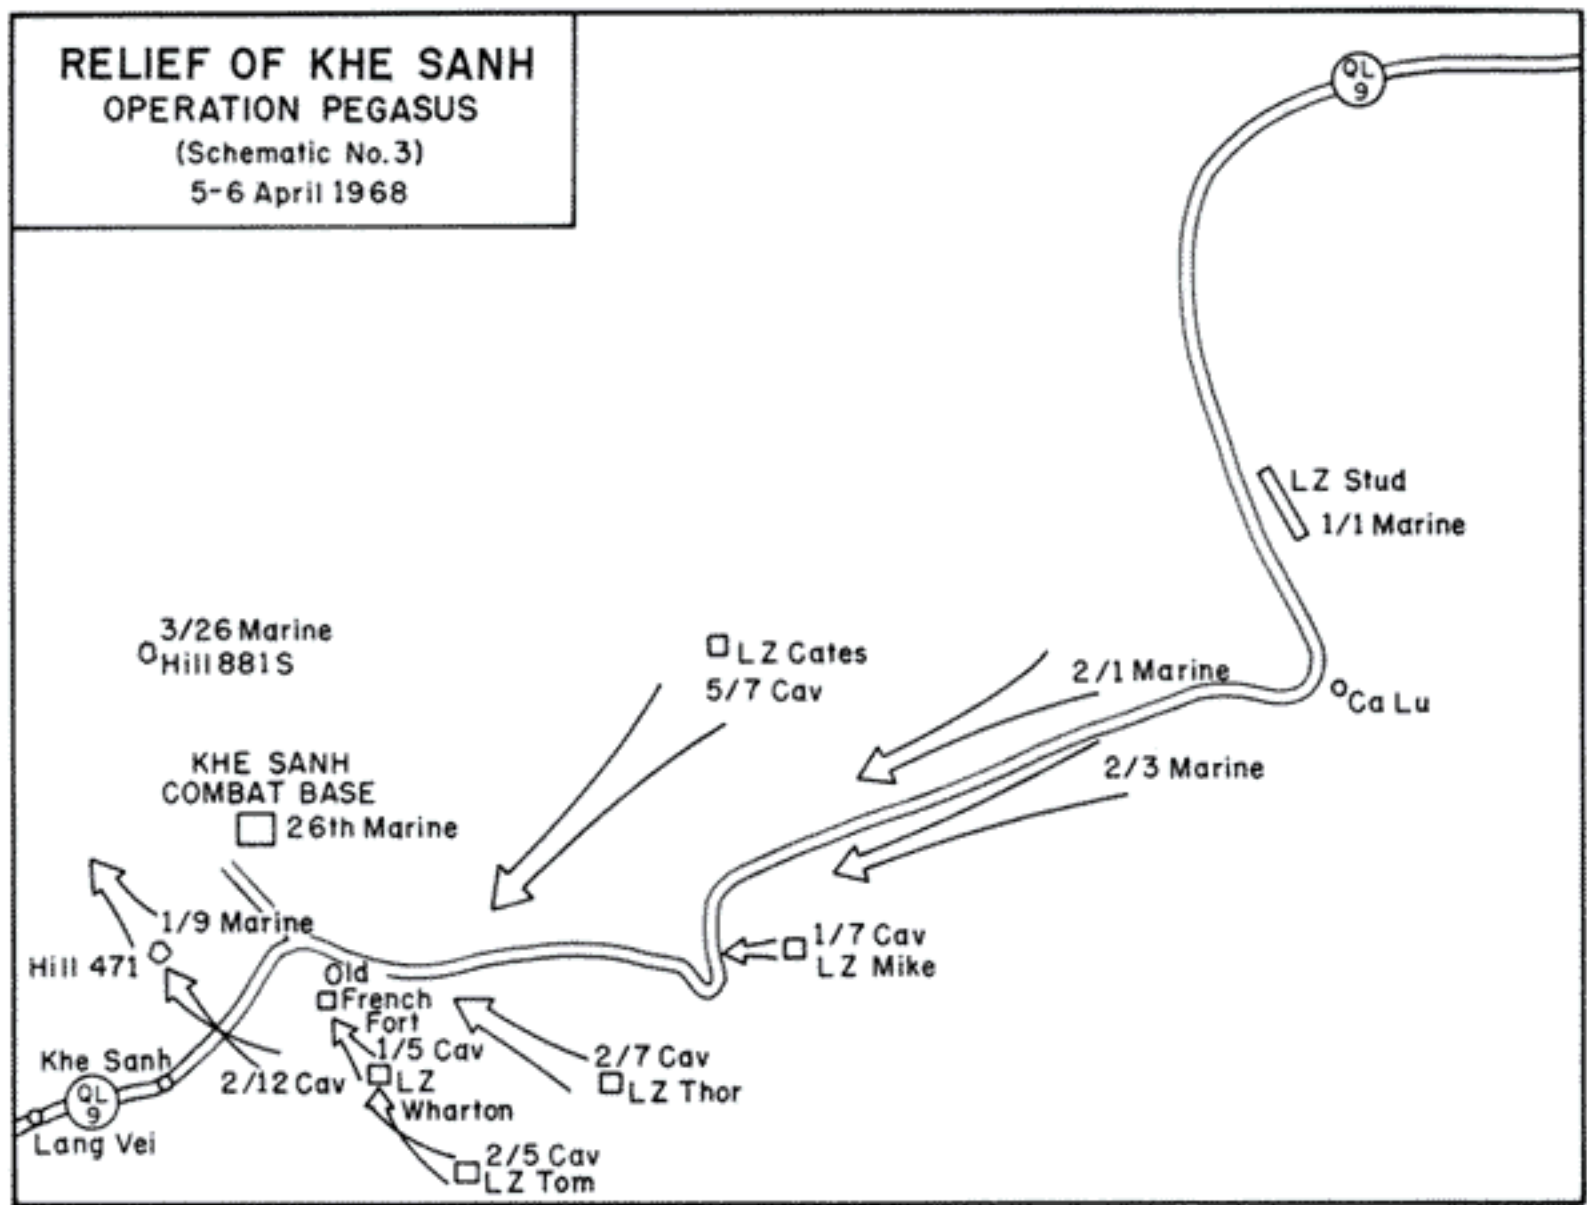 RELIEF OF KHE SANH
OPERATION PEGASUS
(Schematic No. 3)
5-6 April 1968
QL
9
LZ Stud
1/1 Marine
3/26 Marine
Hill 881S
LZ Cates
5/7 Cav
2/1 Marine
Ca Lu
2/3 Marine
KHE SANH
COMBAT BASE
26th Marine
1/9 Marine
Hill 471
1/7 Cav
LZ Mike
Old
French
Fort
1/5 Cav
LZ
Wharton
2/7 Cav
LZ Thor
Khe Sanh
2/12 Cav
QL
9
Lang Vei
2/5 Cav
LZ Tom